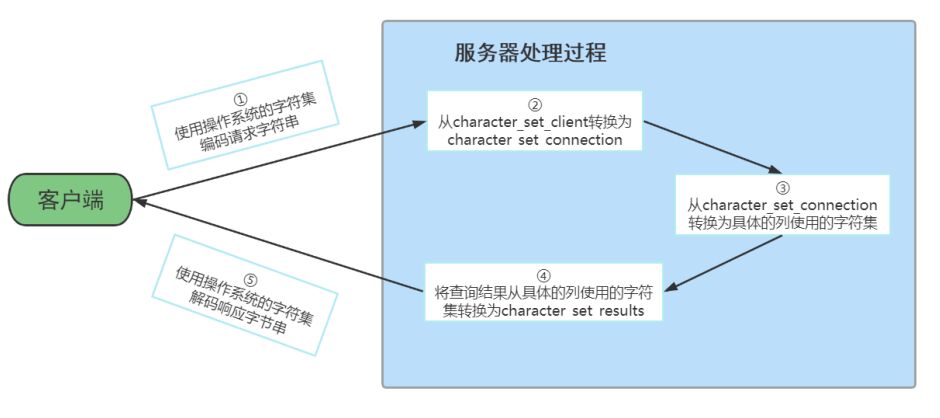 服务器处理过程
①
使用操作系统的字符集
编码请求字符串
②
从character_set_client转换为
character_set_connection
客户端
③
从character_set_connection
转换为具体的列使用的字符集
④
将查询结果从具体的列使用的字符
集转换为character_set_results
⑤
使用操作系统的字符集
解码响应字节串